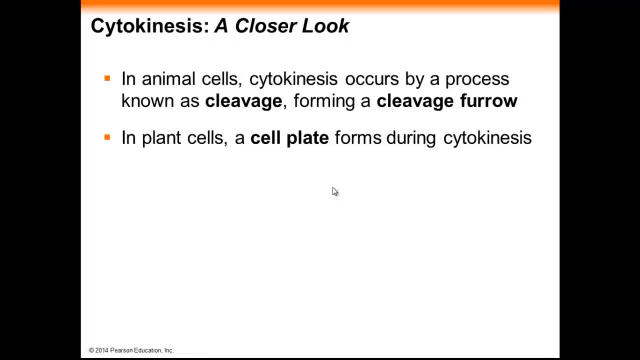 Cytokinesis: A Closer Look
In animal cells, cytokinesis occurs by a process
known as cleavage, forming a cleavage furrow
In plant cells, a cell plate forms during cytokinesis
© 2014 Pearson Education, Inc.